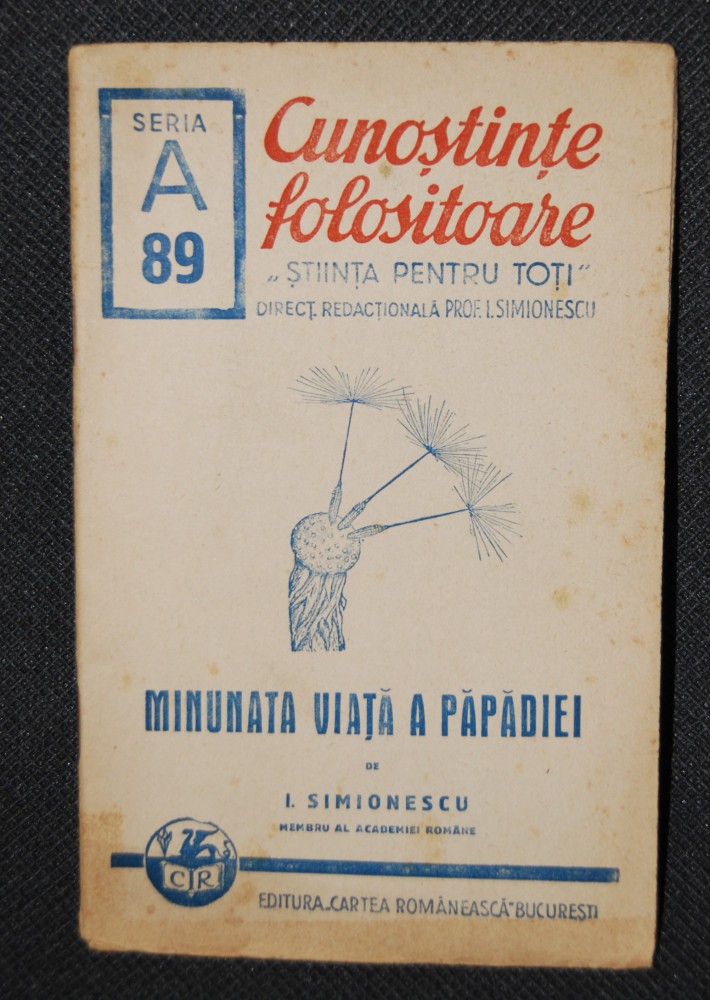 SERIA
A
89
Cunoștințe
folositoare
„ȘTIINȚA PENTRU TOȚI"
DIRECȚ. REDACȚIONALĂ PROF. I. SIMIONESCU
MINUNATA VIAȚĂ A PĂPĂDIEI
DE
I. SIMIONESCU
MEMBRU AL ACADEMIEI ROMÂNE
CR
EDITURA „CARTEA ROMÂNEASCĂ" BUCUREȘTI